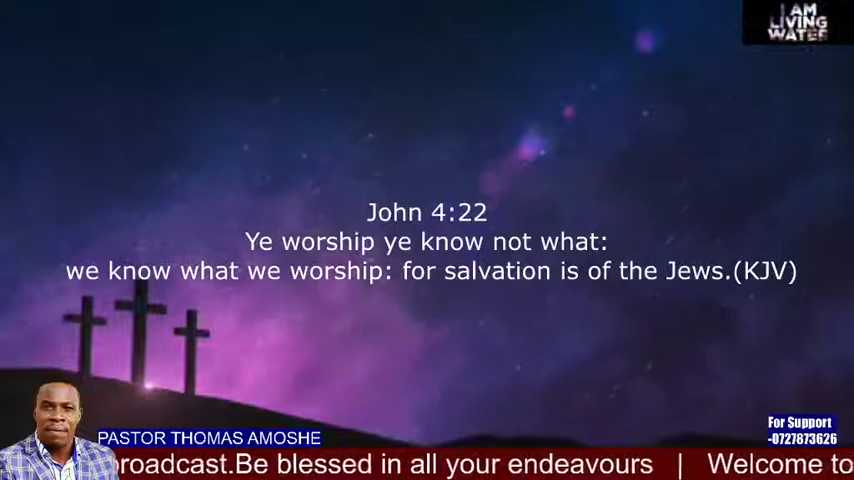 I AM
LIVING
WATER
John 4:22
Ye worship ye know not what:
we know what we worship: for salvation is of the Jews.(KJV)
For Support
-0727873626
PASTOR THOMAS AMOSHE
broadcast.Be blessed in all your endeavours | Welcome to